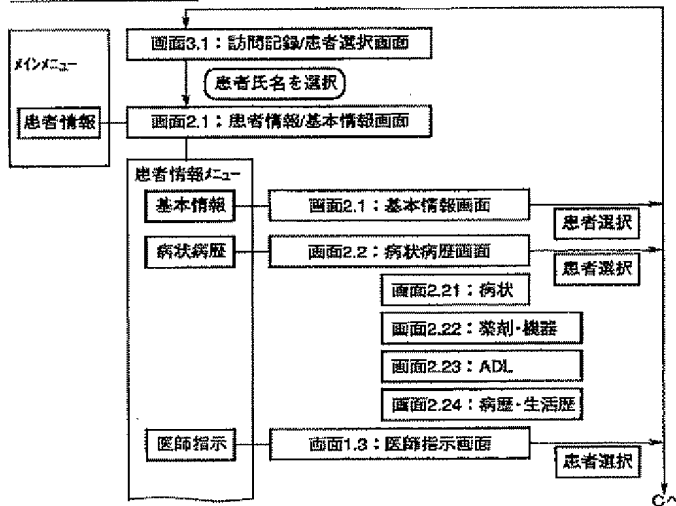 画面3.1：訪問記録/患者選択画面
メインメニュー
患者氏名を選択
患者情報
画面2.1：患者情報/基本情報画面
患者情報メニュー
基本情報
画面2.1：基本情報画面
患者選択
病状病歴
画面2.2：病状病歴画面
患者選択
画面2.21：病状
画面2.22：薬剤・機器
画面2.23：ADL
画面2.24：病歴・生活歴
医師指示
画面1.3：医師指示画面
患者選択
Cへ